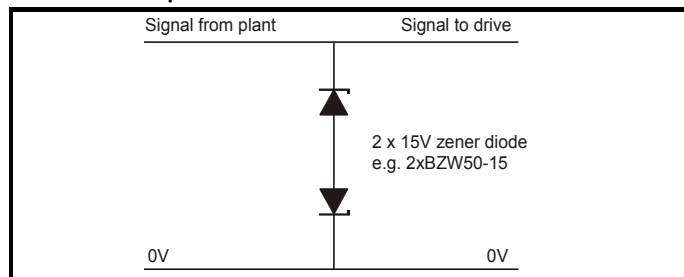 Signal from plant Signal to drive
2 x 15V zener diode
e.g. 2xBZW50-15
0V 0V